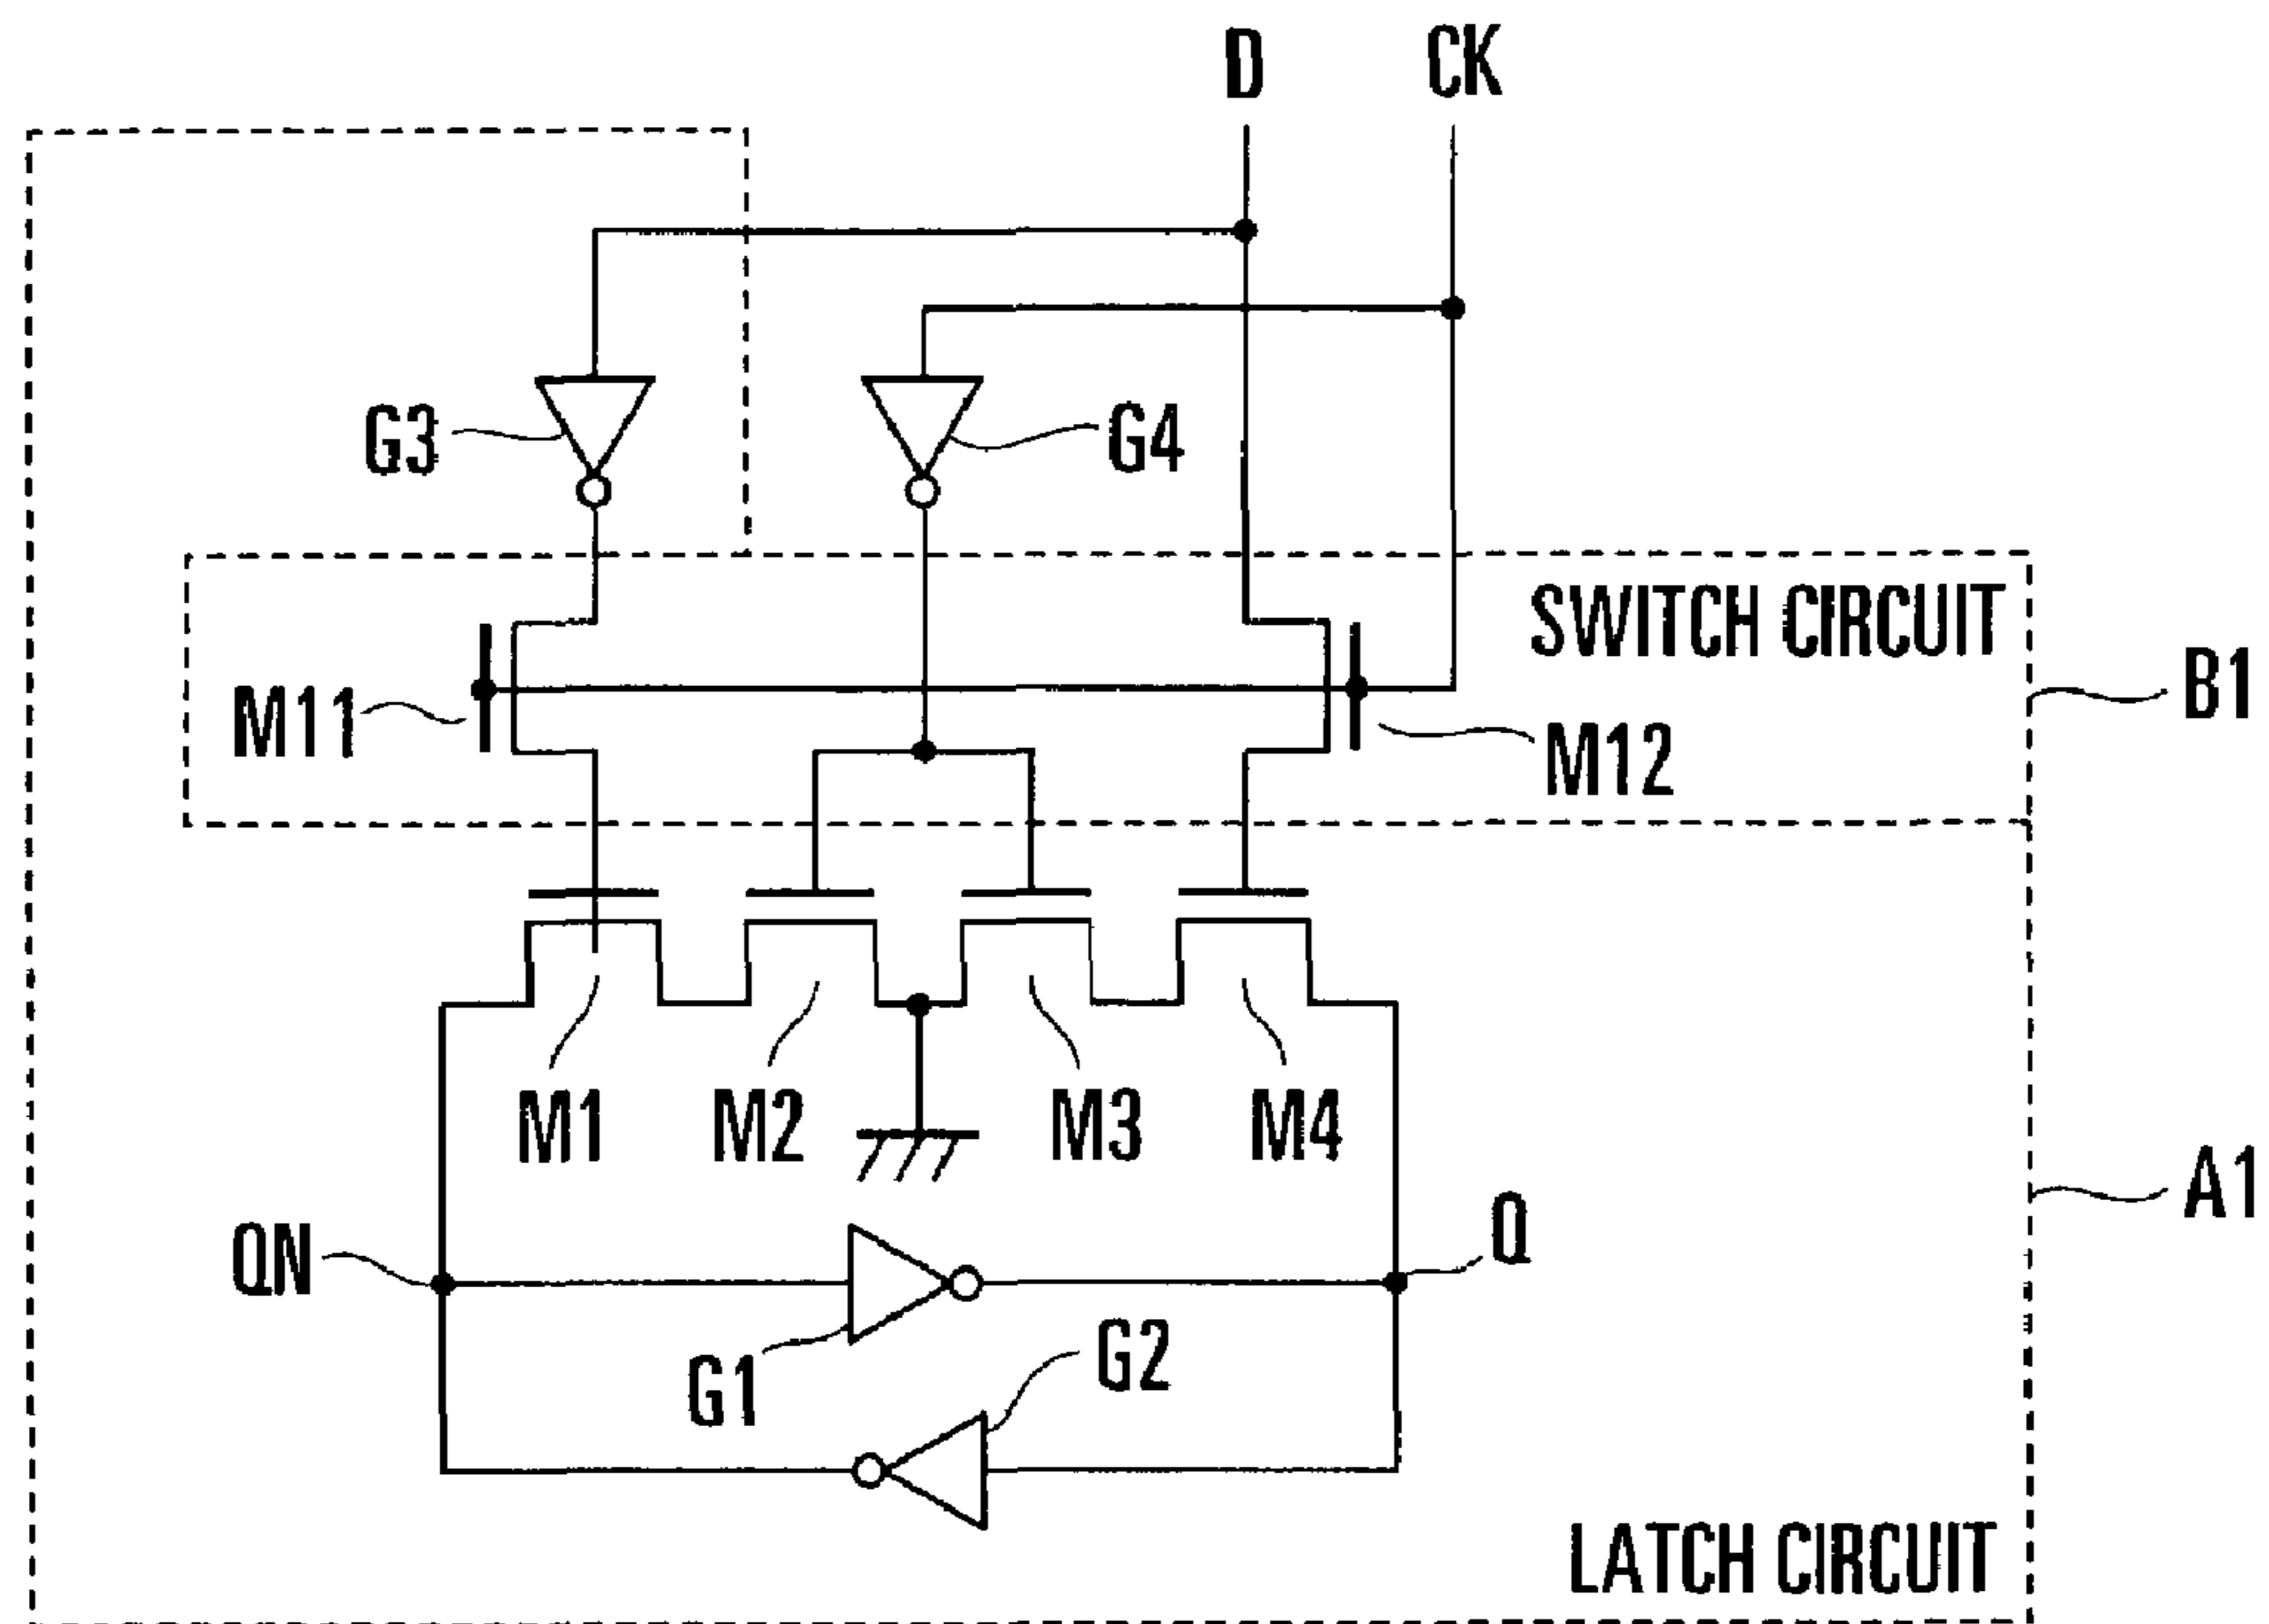 D
CK
G3
G4
SWITCH CIRCUIT
B1
M11
M12
M1
M2
M3
M4
A1
QN
Q
G1
G2
LATCH CIRCUIT